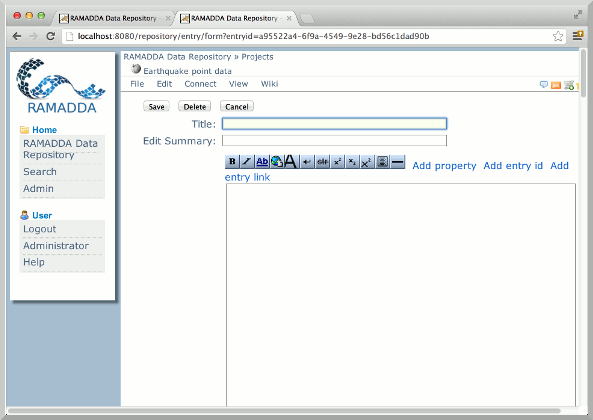 RAMADDA Data Repository -
RAMADDA Data Repository -
localhost:8080/repository/entry/form?entryid=a95522a4-6f9a-4549-9e28-bd56c1dad90b
RAMADDA
Home
RAMADDA Data
Repository
Search
Admin
User
Logout
Administrator
Help
RAMADDA Data Repository » Projects
Earthquake point data
File Edit Connect View Wiki
Save Delete Cancel
Title:
Edit Summary:
B I Ab A Add property Add entry id Add
entry link